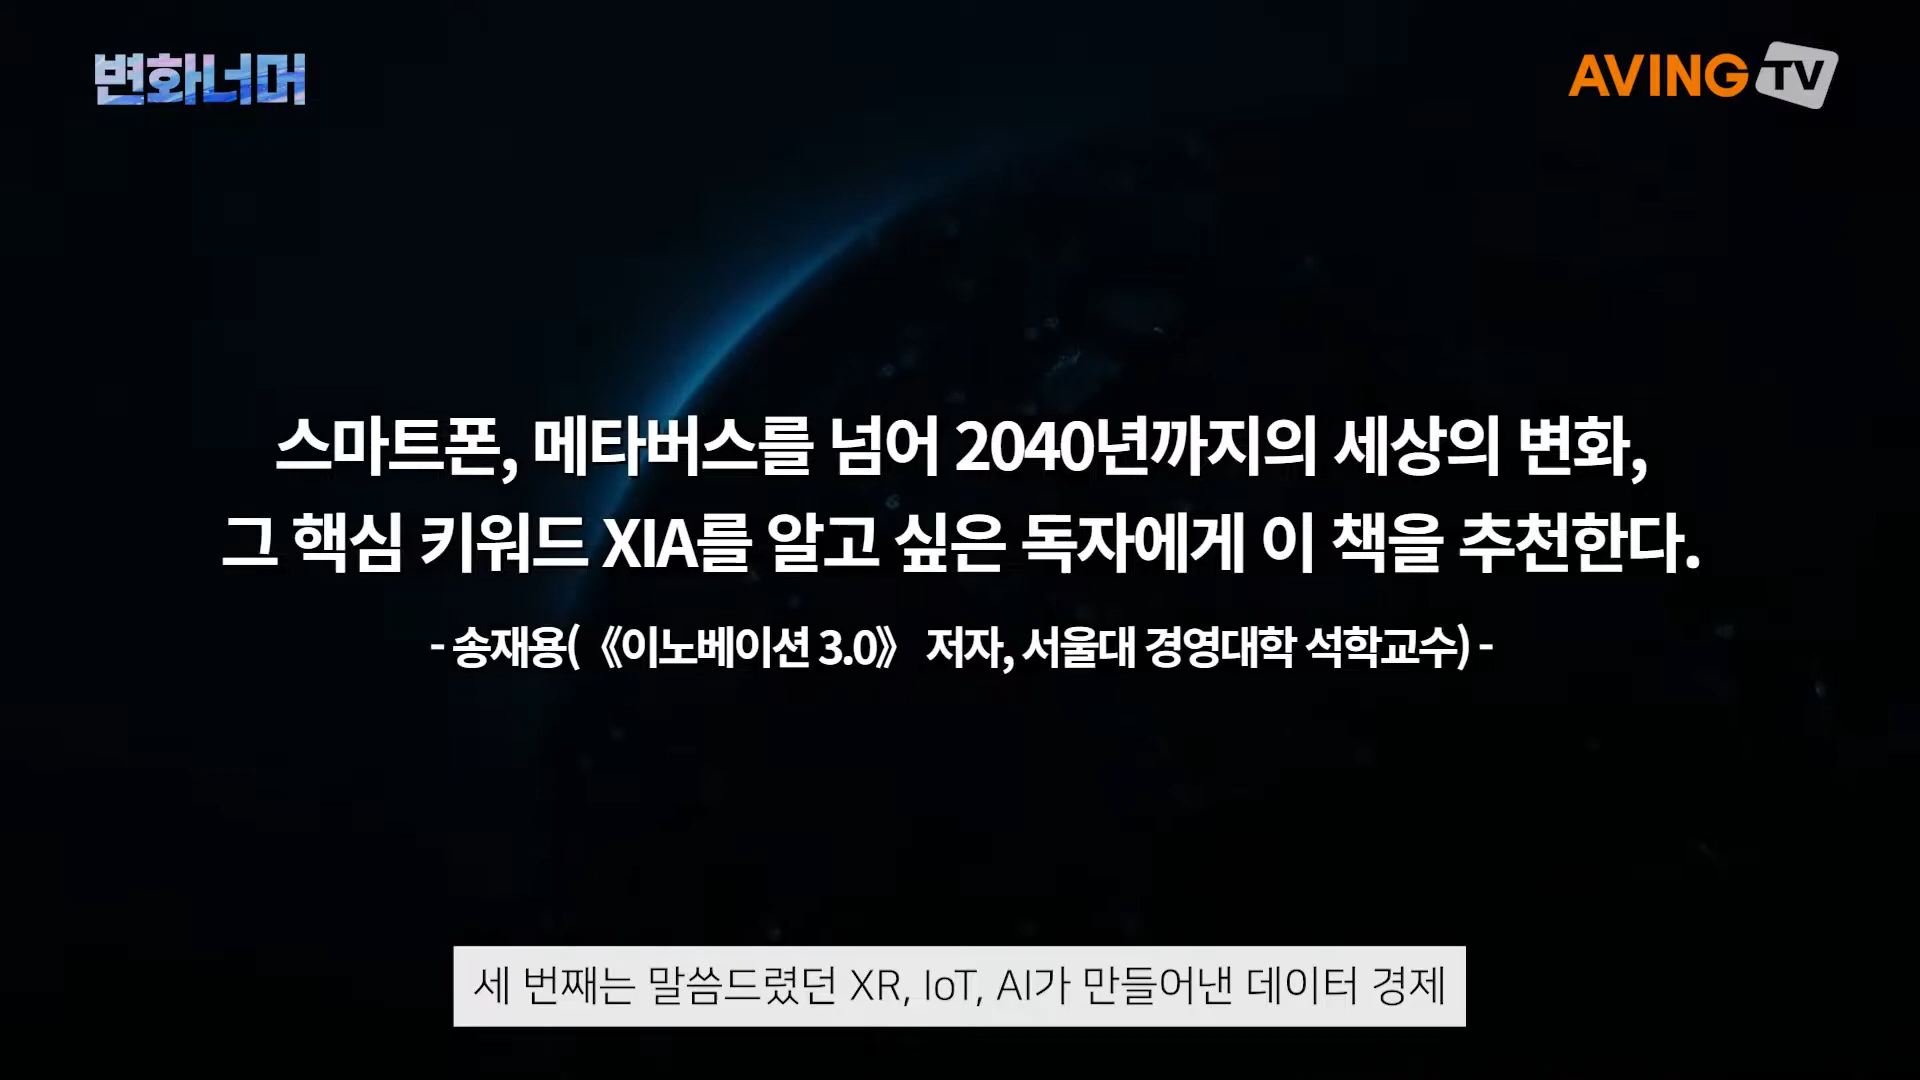 변화너머
AVING TV
스마트폰, 메타버스를 넘어 2040년까지의 세상의 변화,
그 핵심 키워드 XIA를 알고 싶은 독자에게 이 책을 추천한다.
- 송재용(《이노베이션 3.0》 저자, 서울대 경영대학 석학교수) -
세 번째는 말씀드렸던 XR, IoT, AI가 만들어낸 데이터 경제